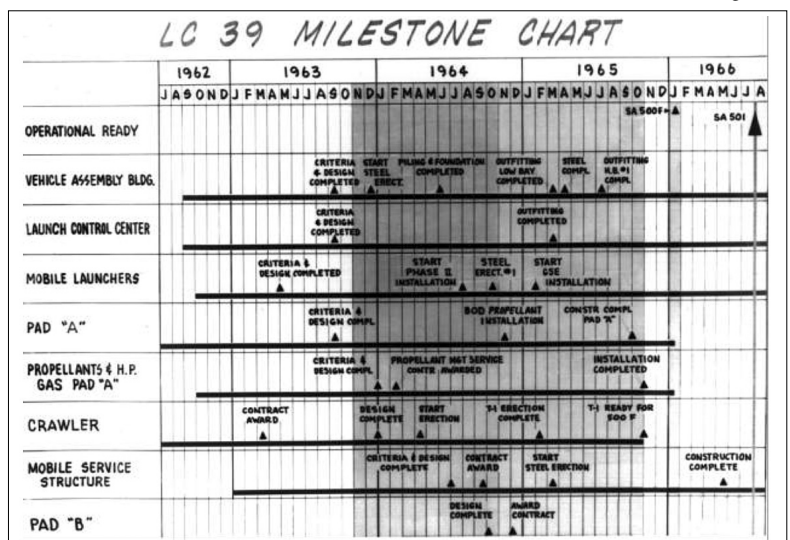 LC 39 MILESTONE CHART
1962 1963 1964 1965 1966
J A S O N D J F M A M J J A S O N D J F M A M J J A S O N D J F M A M J J A S O N D J F M A M J J A
OPERATIONAL READY
SA 500F
SA 501
VEHICLE ASSEMBLY BLDG.
CRITERIA
& DESIGN
COMPLETED
START
STEEL
ERECT.
PILING & FOUNDATION
COMPLETED
OUTFITTING
LOW BAY
COMPLETED
STEEL
COMPL
OUTFITTING
H.B. #1
COMPL
LAUNCH CONTROL CENTER
CRITERIA
& DESIGN
COMPLETED
OUTFITTING
COMPLETED
MOBILE LAUNCHERS
CRITERIA &
DESIGN COMPLETED
START
PHASE II
INSTALLATION
STEEL
ERECT. #1
START
GSE
INSTALLATION
PAD "A"
CRITERIA &
DESIGN COMPL
BOD PROPELLANT
INSTALLATION
CONSTR COMPL
PAD "A"
PROPELLANTS & H.P.
GAS PAD "A"
CRITERIA &
DESIGN COMPL
PROPELLANT MGT SERVICE
CONTR AWARDED
INSTALLATION
COMPLETED
CRAWLER
CONTRACT
AWARD
DESIGN
COMPLETE
START
ERECTION
T-1 ERECTION
COMPLETE
T-1 READY FOR
500 F
MOBILE SERVICE
STRUCTURE
CRITERIA & DESIGN
COMPLETE
CONTRACT
AWARD
START
STEEL ERECTION
CONSTRUCTION
COMPLETE
PAD "B"
DESIGN
COMPLETE
AWARD
CONTRACT